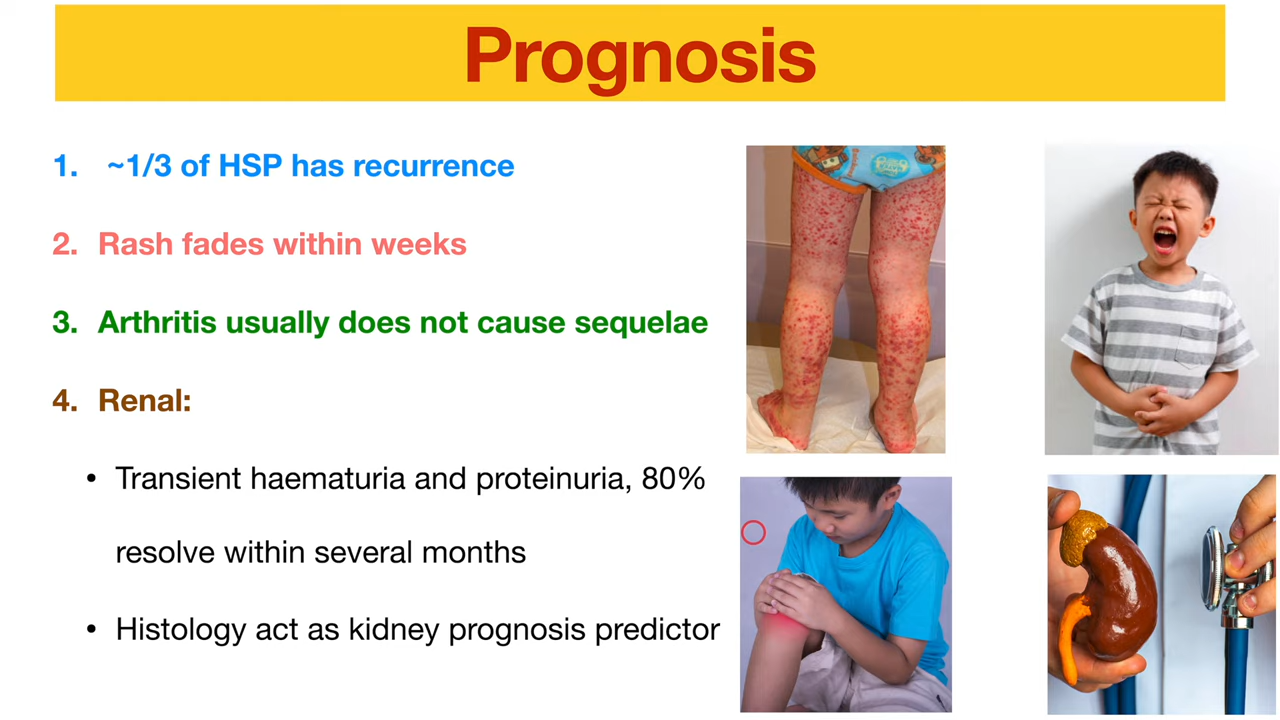 Prognosis
1. ~1/3 of HSP has recurrence
2. Rash fades within weeks
3. Arthritis usually does not cause sequelae
4. Renal:
• Transient haematuria and proteinuria, 80%
resolve within several months
• Histology act as kidney prognosis predictor